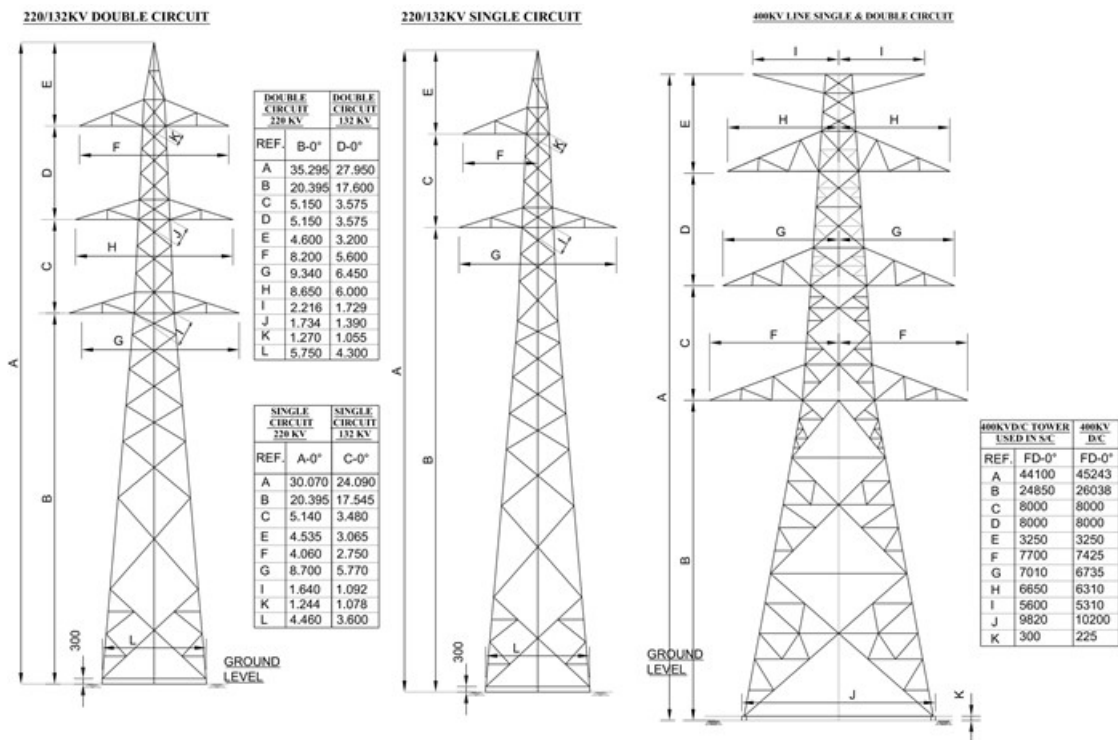 220/132KV DOUBLE CIRCUIT
E
D
C
B
A
F
H
G
K
J
I
L
300
GROUND
LEVEL
DOUBLE CIRCUIT 220 KV DOUBLE CIRCUIT 132 KV
REF. B-0° D-0°
A 35.295 27.950
B 20.395 17.600
C 5.150 3.575
D 5.150 3.575
E 4.600 3.200
F 8.200 5.600
G 9.340 6.450
H 8.650 6.000
I 2.216 1.729
J 1.734 1.390
K 1.270 1.055
L 5.750 4.300
SINGLE CIRCUIT 220 KV SINGLE CIRCUIT 132 KV
REF. A-0° C-0°
A 30.070 24.090
B 20.395 17.545
C 5.140 3.480
E 4.535 3.065
F 4.060 2.750
G 8.700 5.770
I 1.640 1.092
K 1.244 1.078
L 4.460 3.600
220/132KV SINGLE CIRCUIT
E
C
B
A
F
G
K
I
L
300
400KV LINE SINGLE & DOUBLE CIRCUIT
I I
H H
G G
F F
E
D
C
B
A
J
K
GROUND
LEVEL
400KVD/C TOWER USED IN S/C 400KV D/C
REF. FD-0° FD-0°
A 44100 45243
B 24850 26038
C 8000 8000
D 8000 8000
E 3250 3250
F 7700 7425
G 7010 6735
H 6650 6310
I 5600 5310
J 9820 10200
K 300 225